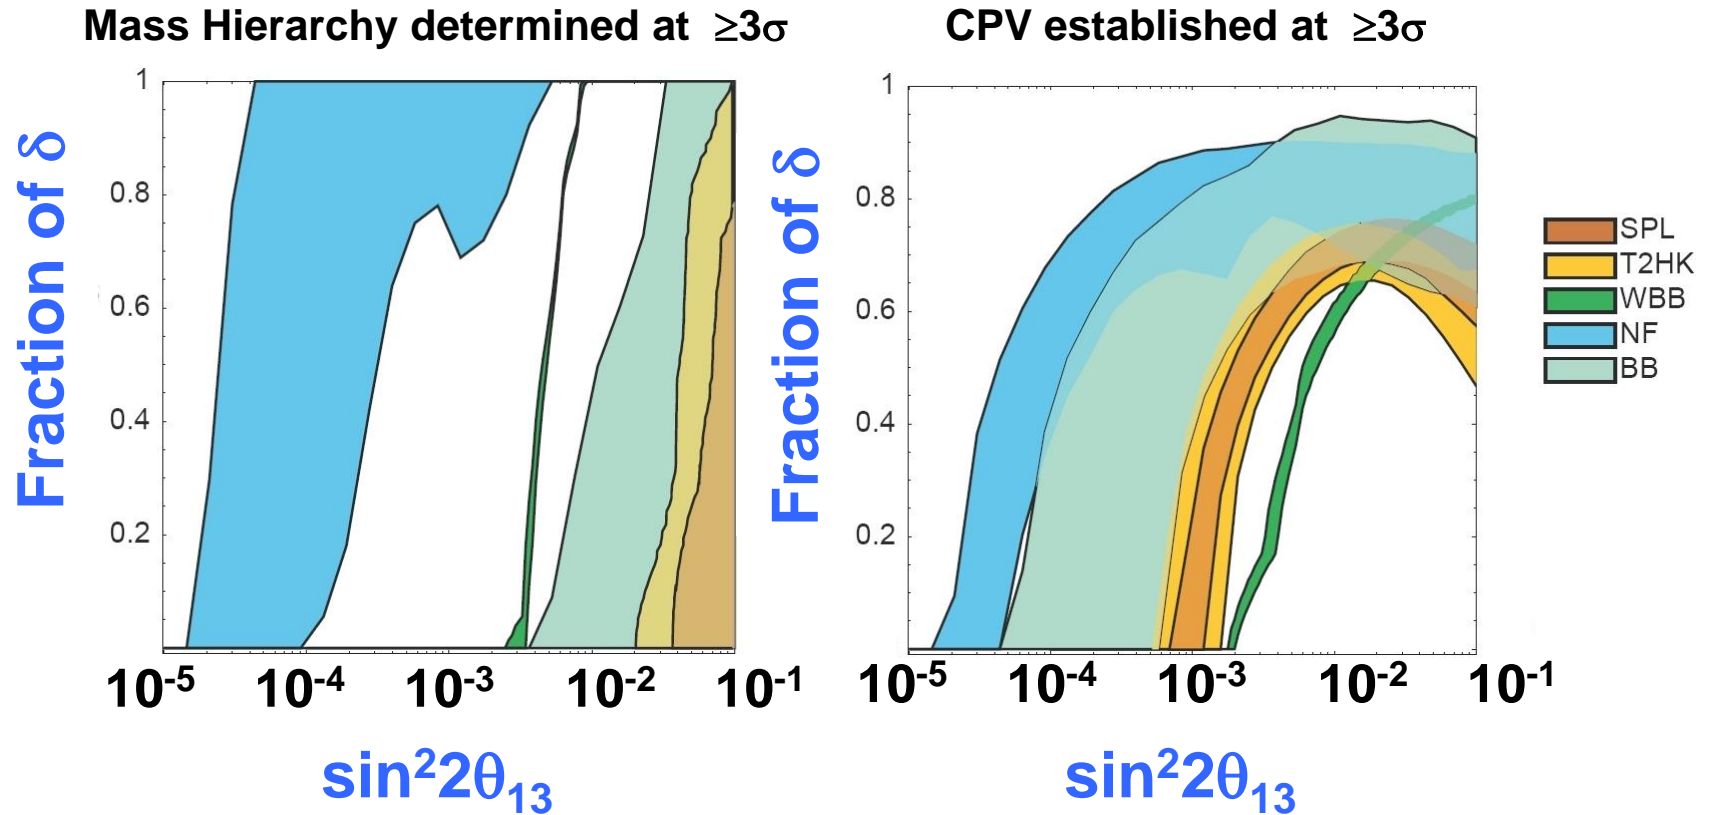 Mass Hierarchy determined at ≥3σ
CPV established at ≥3σ
Fraction of δ
1
0.8
0.6
0.4
0.2
10⁻⁵ 10⁻⁴ 10⁻³ 10⁻² 10⁻¹
sin²2θ₁₃
Fraction of δ
1
0.8
0.6
0.4
0.2
10⁻⁵ 10⁻⁴ 10⁻³ 10⁻² 10⁻¹
sin²2θ₁₃
SPL
T2HK
WBB
NF
BB